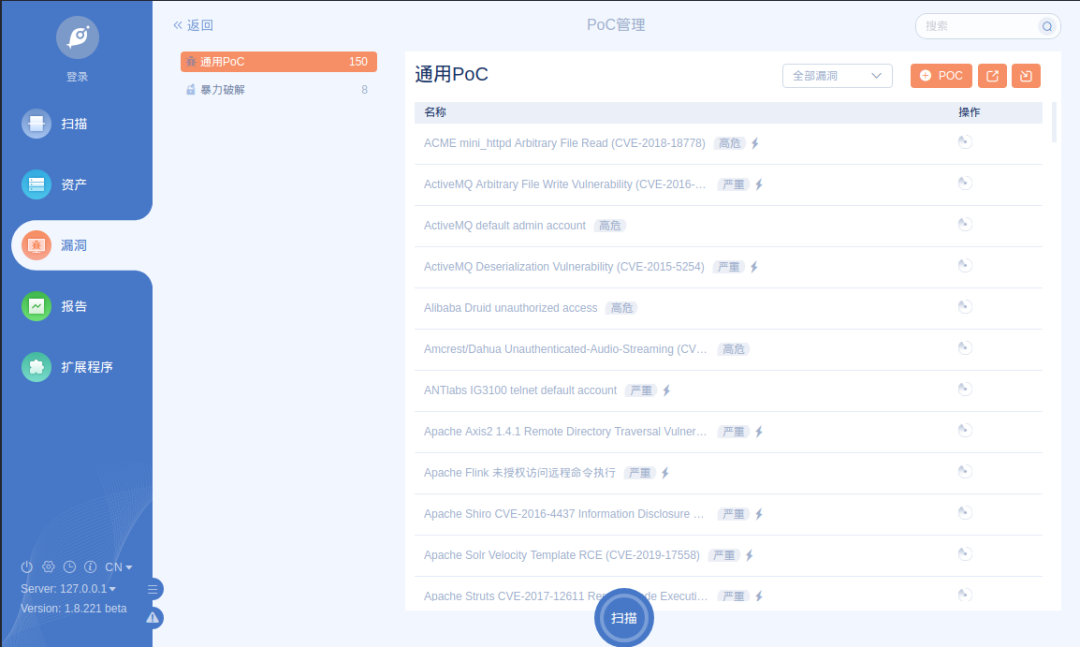 登录
扫描
资产
漏洞
报告
扩展程序
CN
Server: 127.0.0.1
Version: 1.8.221 beta
返回
PoC管理
搜索
通用PoC 150
暴力破解 8
通用PoC
全部漏洞
POC
名称 操作
ACME mini_httpd Arbitrary File Read (CVE-2018-18778) 高危
ActiveMQ Arbitrary File Write Vulnerability (CVE-2016-... 严重
ActiveMQ default admin account 高危
ActiveMQ Deserialization Vulnerability (CVE-2015-5254) 严重
Alibaba Druid unauthorized access 高危
Amcrest/Dahua Unauthenticated-Audio-Streaming (CV... 高危
ANTlabs IG3100 telnet default account 严重
Apache Axis2 1.4.1 Remote Directory Traversal Vulner... 严重
Apache Flink 未授权访问远程命令执行 严重
Apache Shiro CVE-2016-4437 Information Disclosure ... 严重
Apache Solr Velocity Template RCE (CVE-2019-17558) 严重
Apache Struts CVE-2017-12611 Executi... 严重
扫描